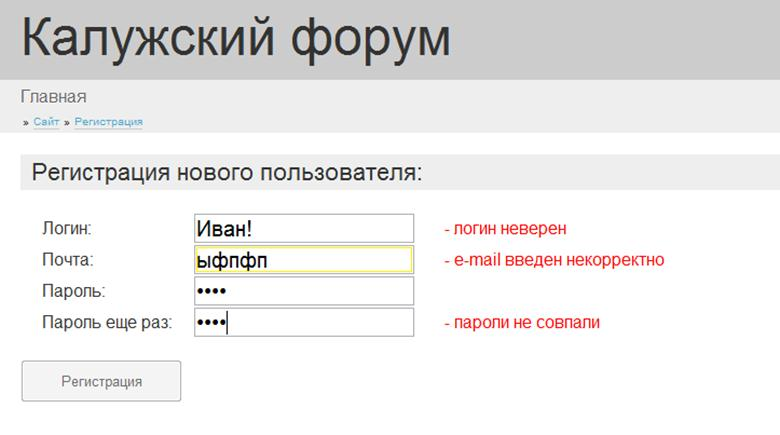 Калужский форум
Главная
» Сайт » Регистрация
Регистрация нового пользователя:
Логин: Иван! - логин неверен
Почта: ыфпфп - e-mail введен некорректно
Пароль: ••••
Пароль еще раз: •••• - пароли не совпали
Регистрация